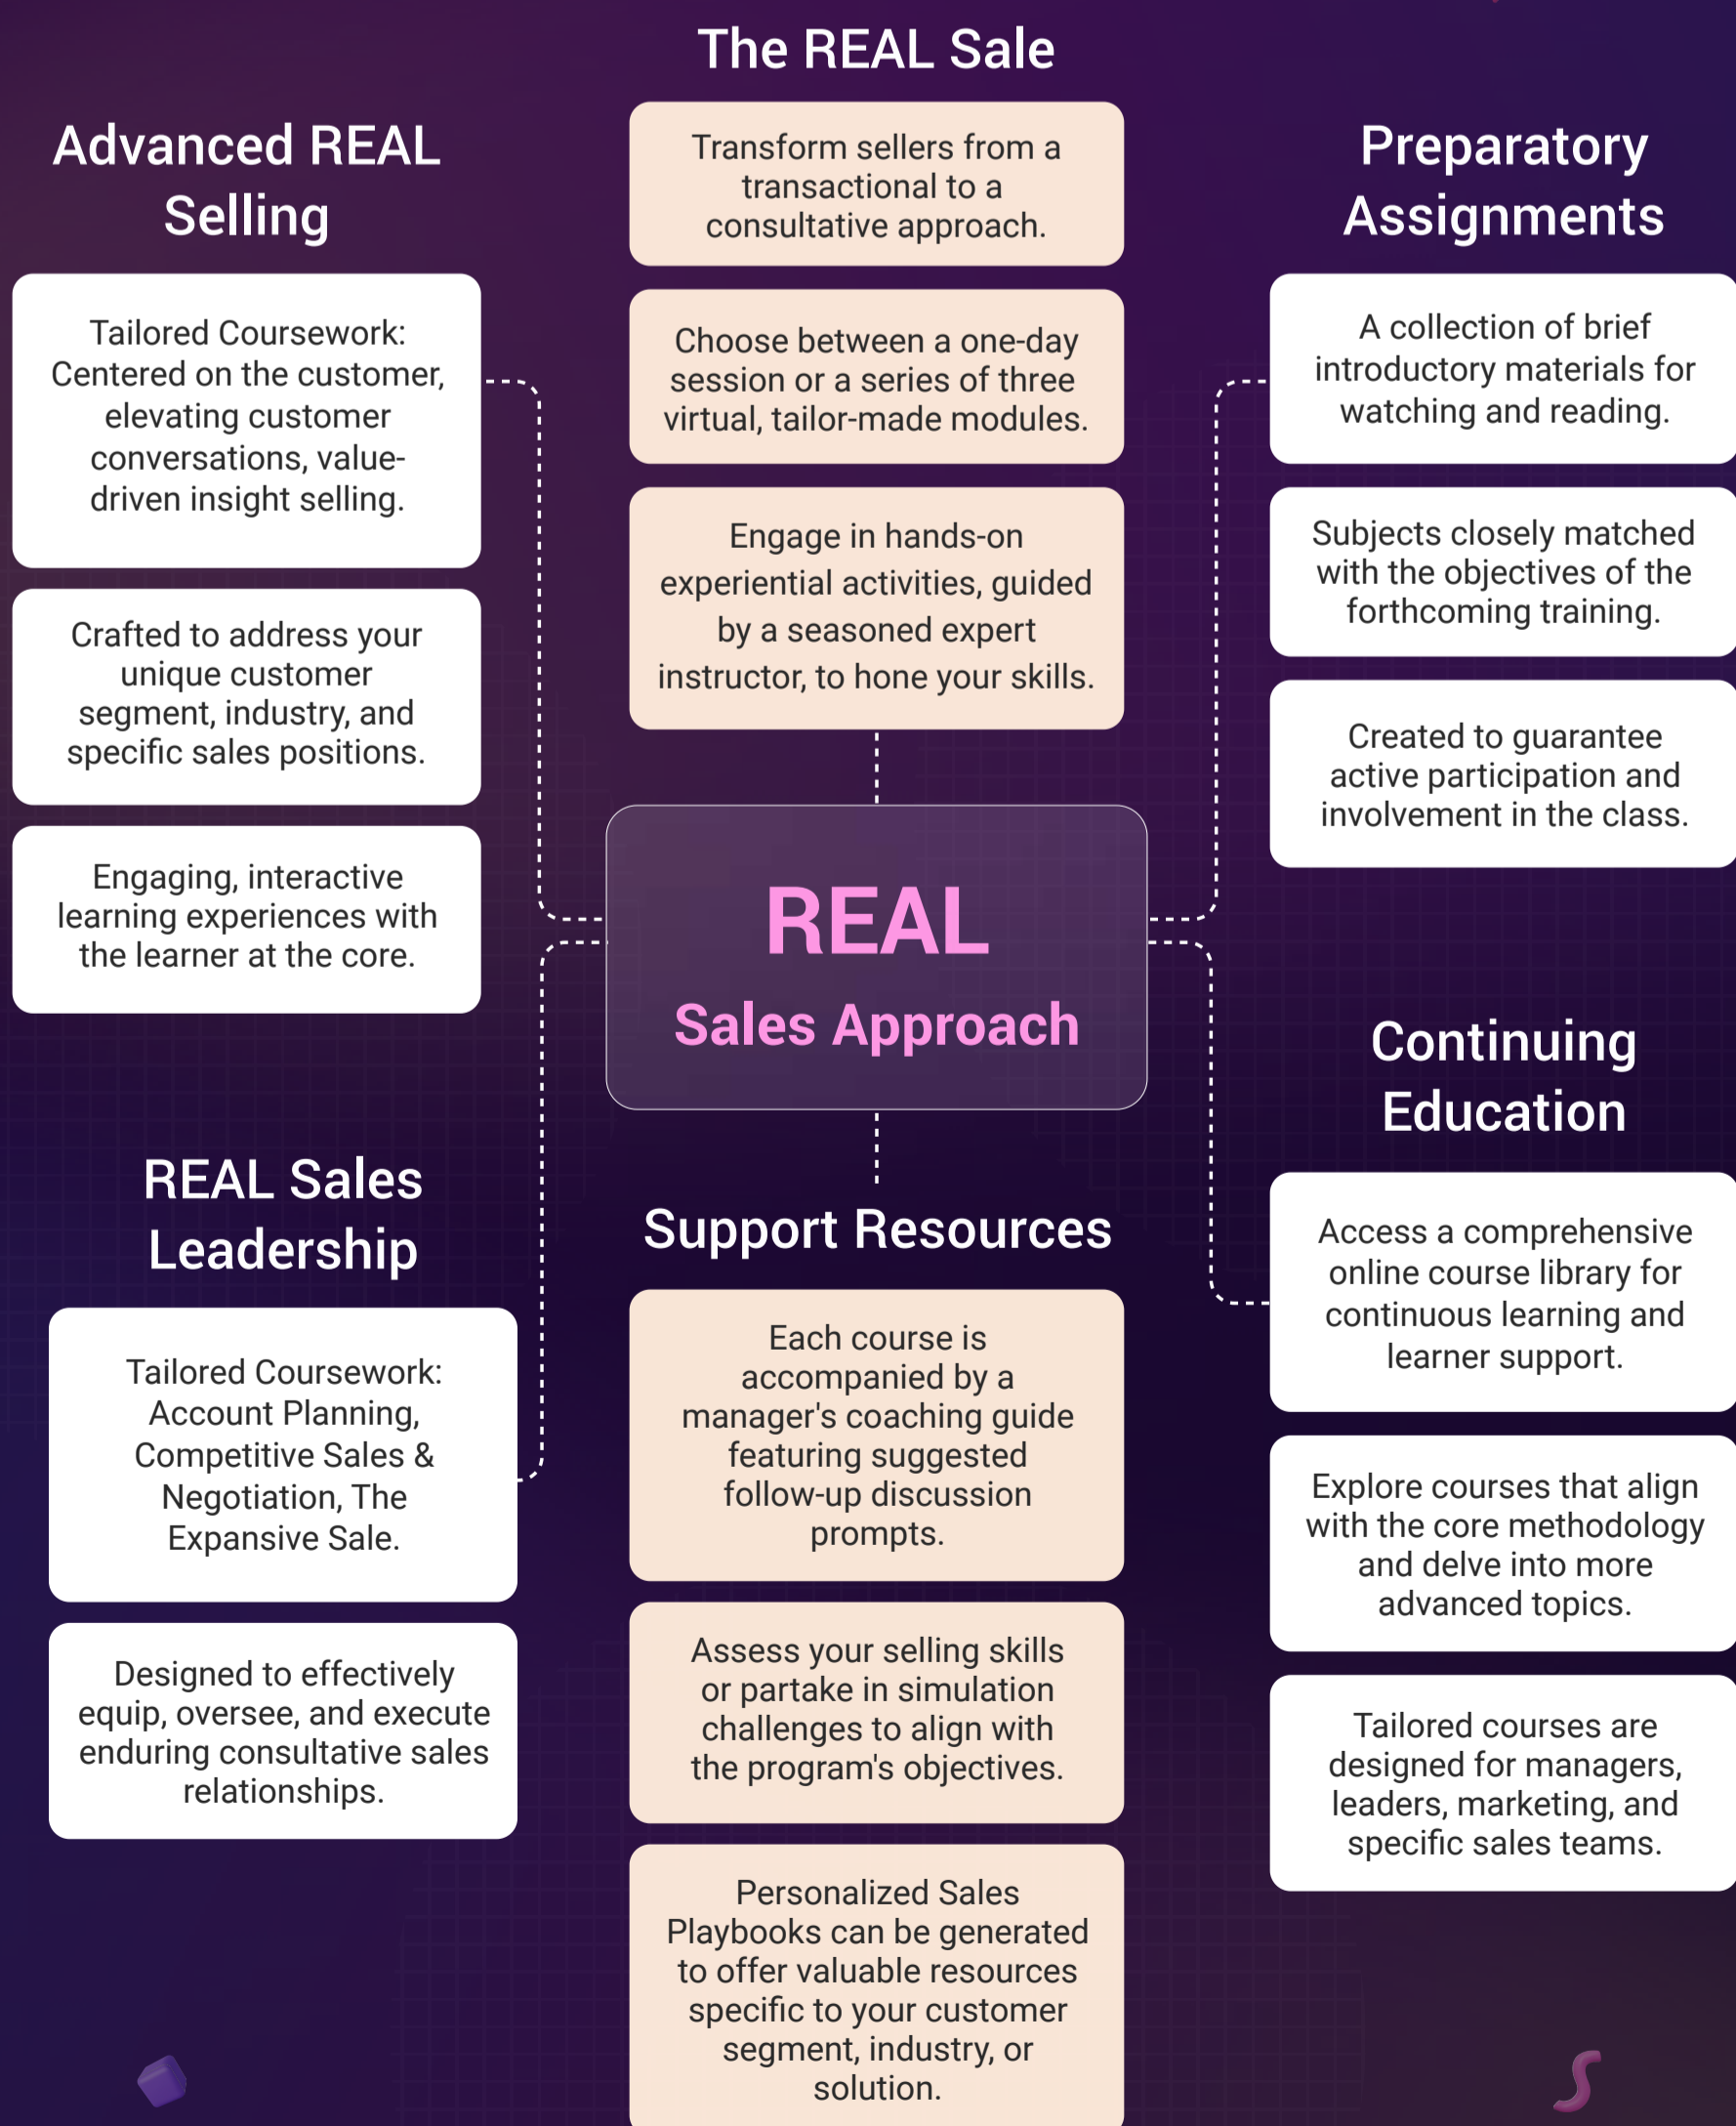 The REAL Sale
Transform sellers from a
transactional to a
consultative approach.
Choose between a one-day
session or a series of three
virtual, tailor-made modules.
Engage in hands-on
experiential activities, guided
by a seasoned expert
instructor, to hone your skills.
Advanced REAL
Selling
Tailored Coursework:
Centered on the customer,
elevating customer
conversations, value-
driven insight selling.
Crafted to address your
unique customer
segment, industry, and
specific sales positions.
Engaging, interactive
learning experiences with
the learner at the core.
Preparatory
Assignments
A collection of brief
introductory materials for
watching and reading.
Subjects closely matched
with the objectives of the
forthcoming training.
Created to guarantee
active participation and
involvement in the class.
REAL
Sales Approach
REAL Sales
Leadership
Tailored Coursework:
Account Planning,
Competitive Sales &
Negotiation, The
Expansive Sale.
Designed to effectively
equip, oversee, and execute
enduring consultative sales
relationships.
Support Resources
Each course is
accompanied by a
manager's coaching guide
featuring suggested
follow-up discussion
prompts.
Assess your selling skills
or partake in simulation
challenges to align with
the program's objectives.
Personalized Sales
Playbooks can be generated
to offer valuable resources
specific to your customer
segment, industry, or
solution.
Continuing
Education
Access a comprehensive
online course library for
continuous learning and
learner support.
Explore courses that align
with the core methodology
and delve into more
advanced topics.
Tailored courses are
designed for managers,
leaders, marketing, and
specific sales teams.